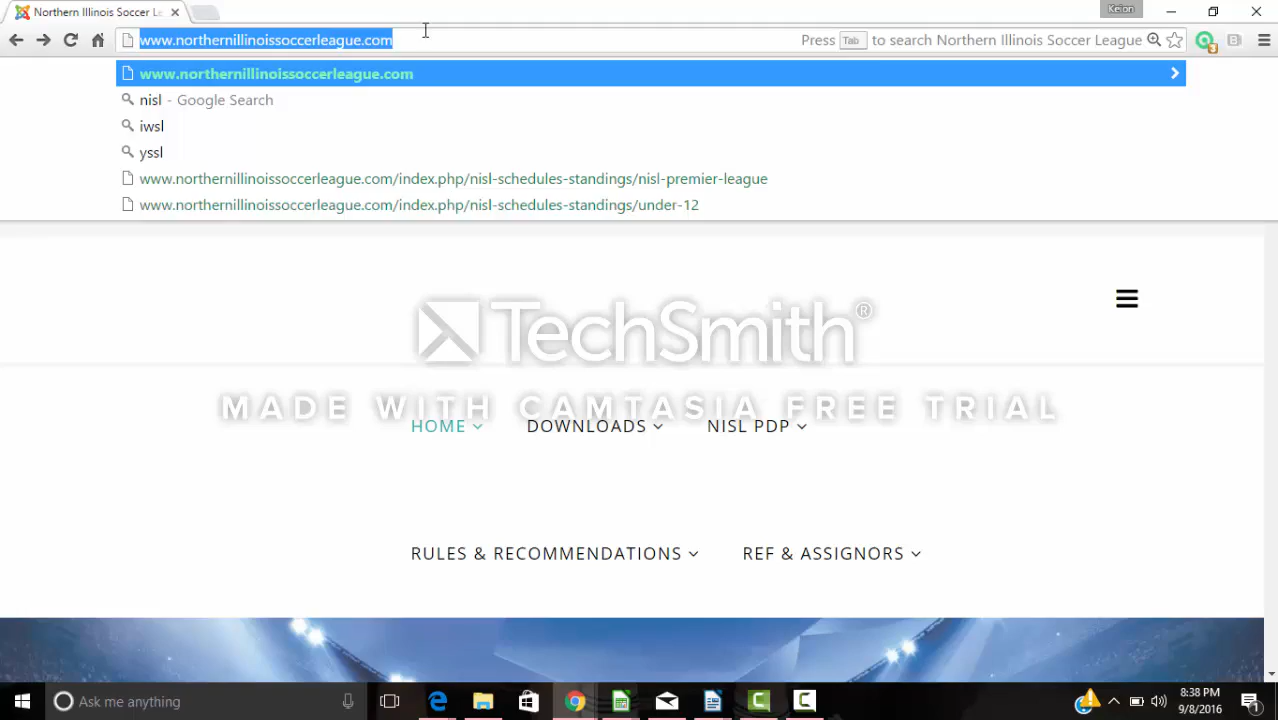 Northern Illinois Soccer Le
Keion
www.northernillinoissoccerleague.com
Press Tab to search Northern Illinois Soccer League
www.northernillinoissoccerleague.com
nisl - Google Search
iwsl
yssl
www.northernillinoissoccerleague.com/index.php/nisl-schedules-standings/nisl-premier-league
www.northernillinoissoccerleague.com/index.php/nisl-schedules-standings/under-12
TechSmith®
MADE WITH CAMTASIA FREE TRIAL
HOME DOWNLOADS NISL PDP
RULES & RECOMMENDATIONS REF & ASSIGNORS
Ask me anything
8:38 PM
9/8/2016